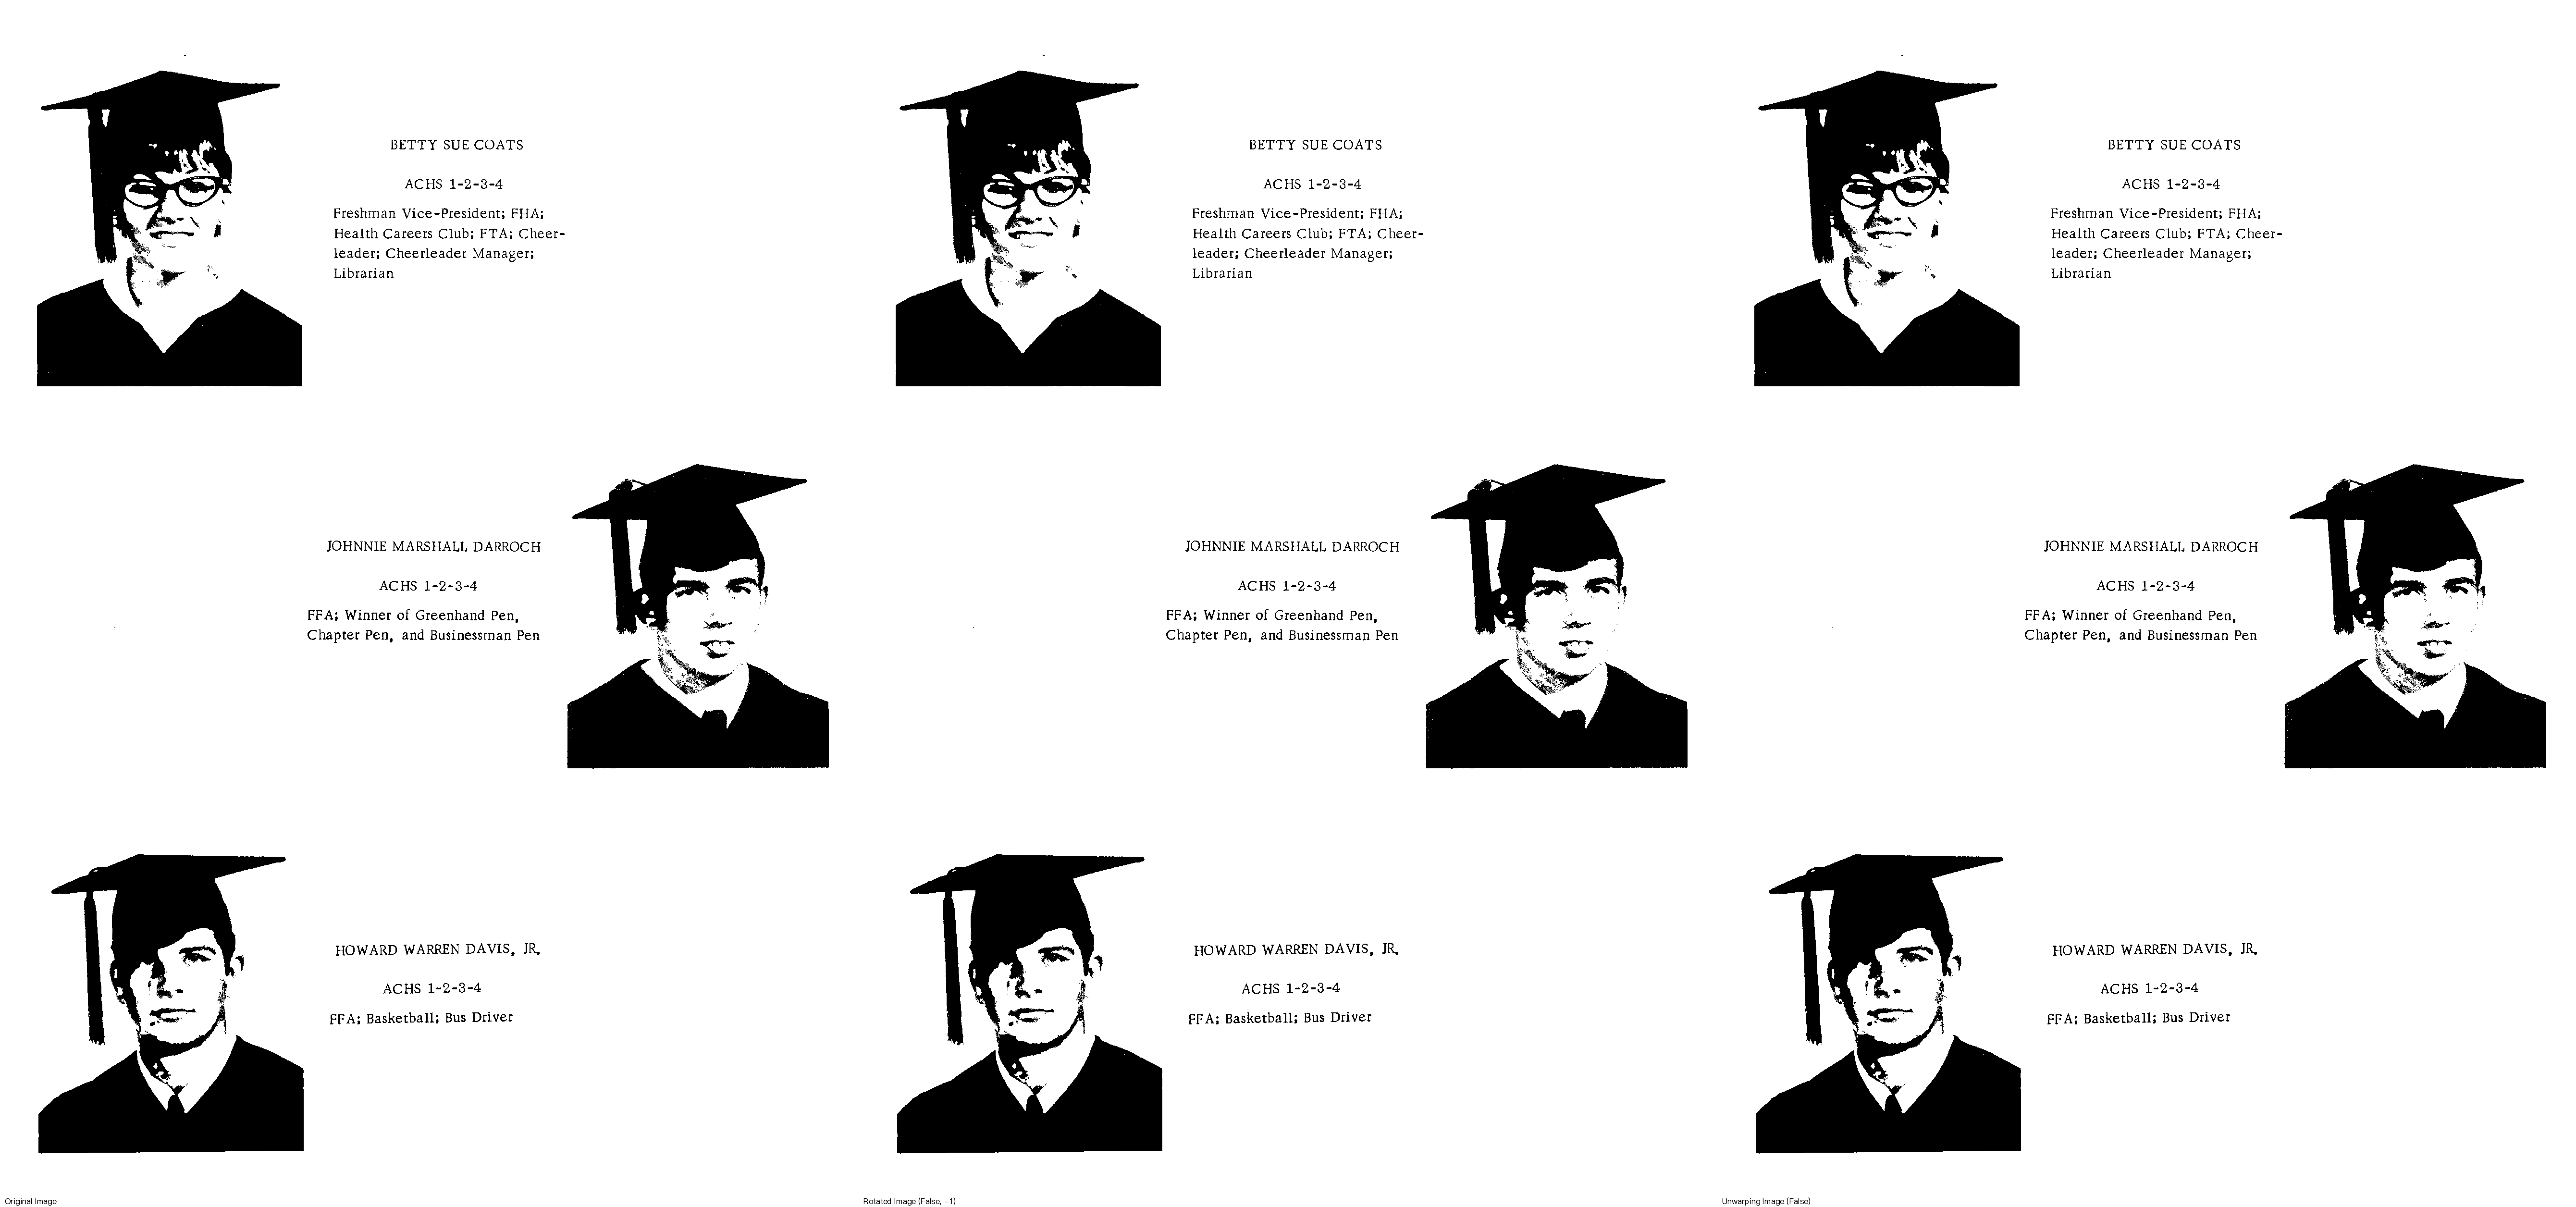 BETTY SUE COATS
ACHS 1-2-3-4
Freshman Vice-President; FHA;
Health Careers Club; FTA; Cheer-
leader; Cheerleader Manager;
Librarian
JOHNNIE MARSHALL DARROCH
ACHS 1-2-3-4
FFA; Winner of Greenhand Pen,
Chapter Pen, and Businessman Pen
HOWARD WARREN DAVIS, JR.
ACHS 1-2-3-4
FFA; Basketball; Bus Driver
Original Image
BETTY SUE COATS
ACHS 1-2-3-4
Freshman Vice-President; FHA;
Health Careers Club; FTA; Cheer-
leader; Cheerleader Manager;
Librarian
JOHNNIE MARSHALL DARROCH
ACHS 1-2-3-4
FFA; Winner of Greenhand Pen,
Chapter Pen, and Businessman Pen
HOWARD WARREN DAVIS, JR.
ACHS 1-2-3-4
FFA; Basketball; Bus Driver
Rotated Image (False, -1)
BETTY SUE COATS
ACHS 1-2-3-4
Freshman Vice-President; FHA;
Health Careers Club; FTA; Cheer-
leader; Cheerleader Manager;
Librarian
JOHNNIE MARSHALL DARROCH
ACHS 1-2-3-4
FFA; Winner of Greenhand Pen,
Chapter Pen, and Businessman Pen
HOWARD WARREN DAVIS, JR.
ACHS 1-2-3-4
FFA; Basketball; Bus Driver
Unwarping Image (False)